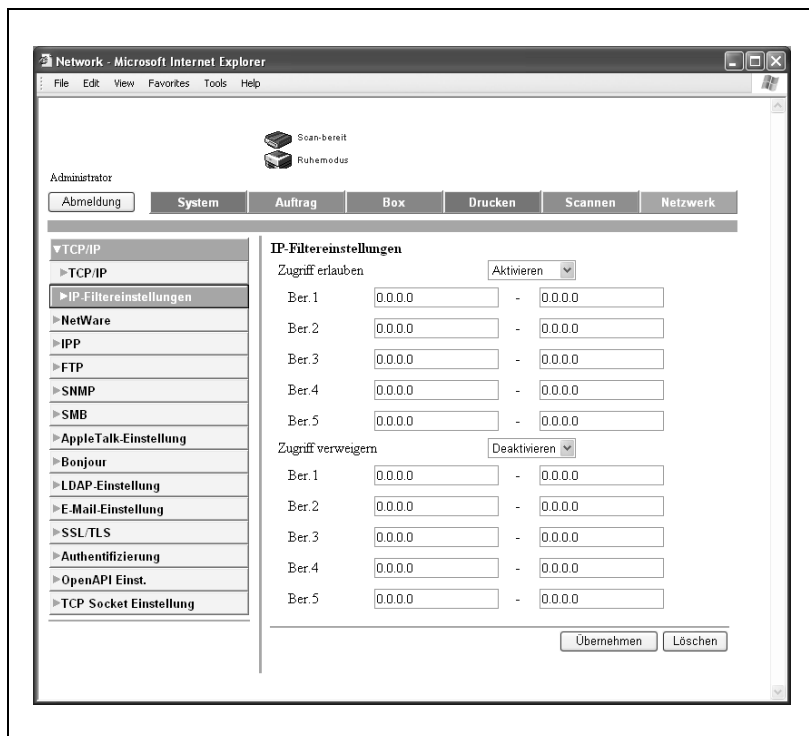 Network - Microsoft Internet Explorer
File Edit View Favorites Tools Help
Scan-bereit
Ruhemodus
Administrator
Abmeldung System Auftrag Box Drucken Scannen Netzwerk
▼TCP/IP
▶TCP/IP
▶IP-Filtereinstellungen
▶NetWare
▶IPP
▶FTP
▶SNMP
▶SMB
▶AppleTalk-Einstellung
▶Bonjour
▶LDAP-Einstellung
▶E-Mail-Einstellung
▶SSL/TLS
▶Authentifizierung
▶OpenAPI Einst.
▶TCP Socket Einstellung
IP-Filtereinstellungen
Zugriff erlauben Aktivieren
Ber.1 0.0.0.0 - 0.0.0.0
Ber.2 0.0.0.0 - 0.0.0.0
Ber.3 0.0.0.0 - 0.0.0.0
Ber.4 0.0.0.0 - 0.0.0.0
Ber.5 0.0.0.0 - 0.0.0.0
Zugriff verweigern Deaktivieren
Ber.1 0.0.0.0 - 0.0.0.0
Ber.2 0.0.0.0 - 0.0.0.0
Ber.3 0.0.0.0 - 0.0.0.0
Ber.4 0.0.0.0 - 0.0.0.0
Ber.5 0.0.0.0 - 0.0.0.0
Übernehmen Löschen